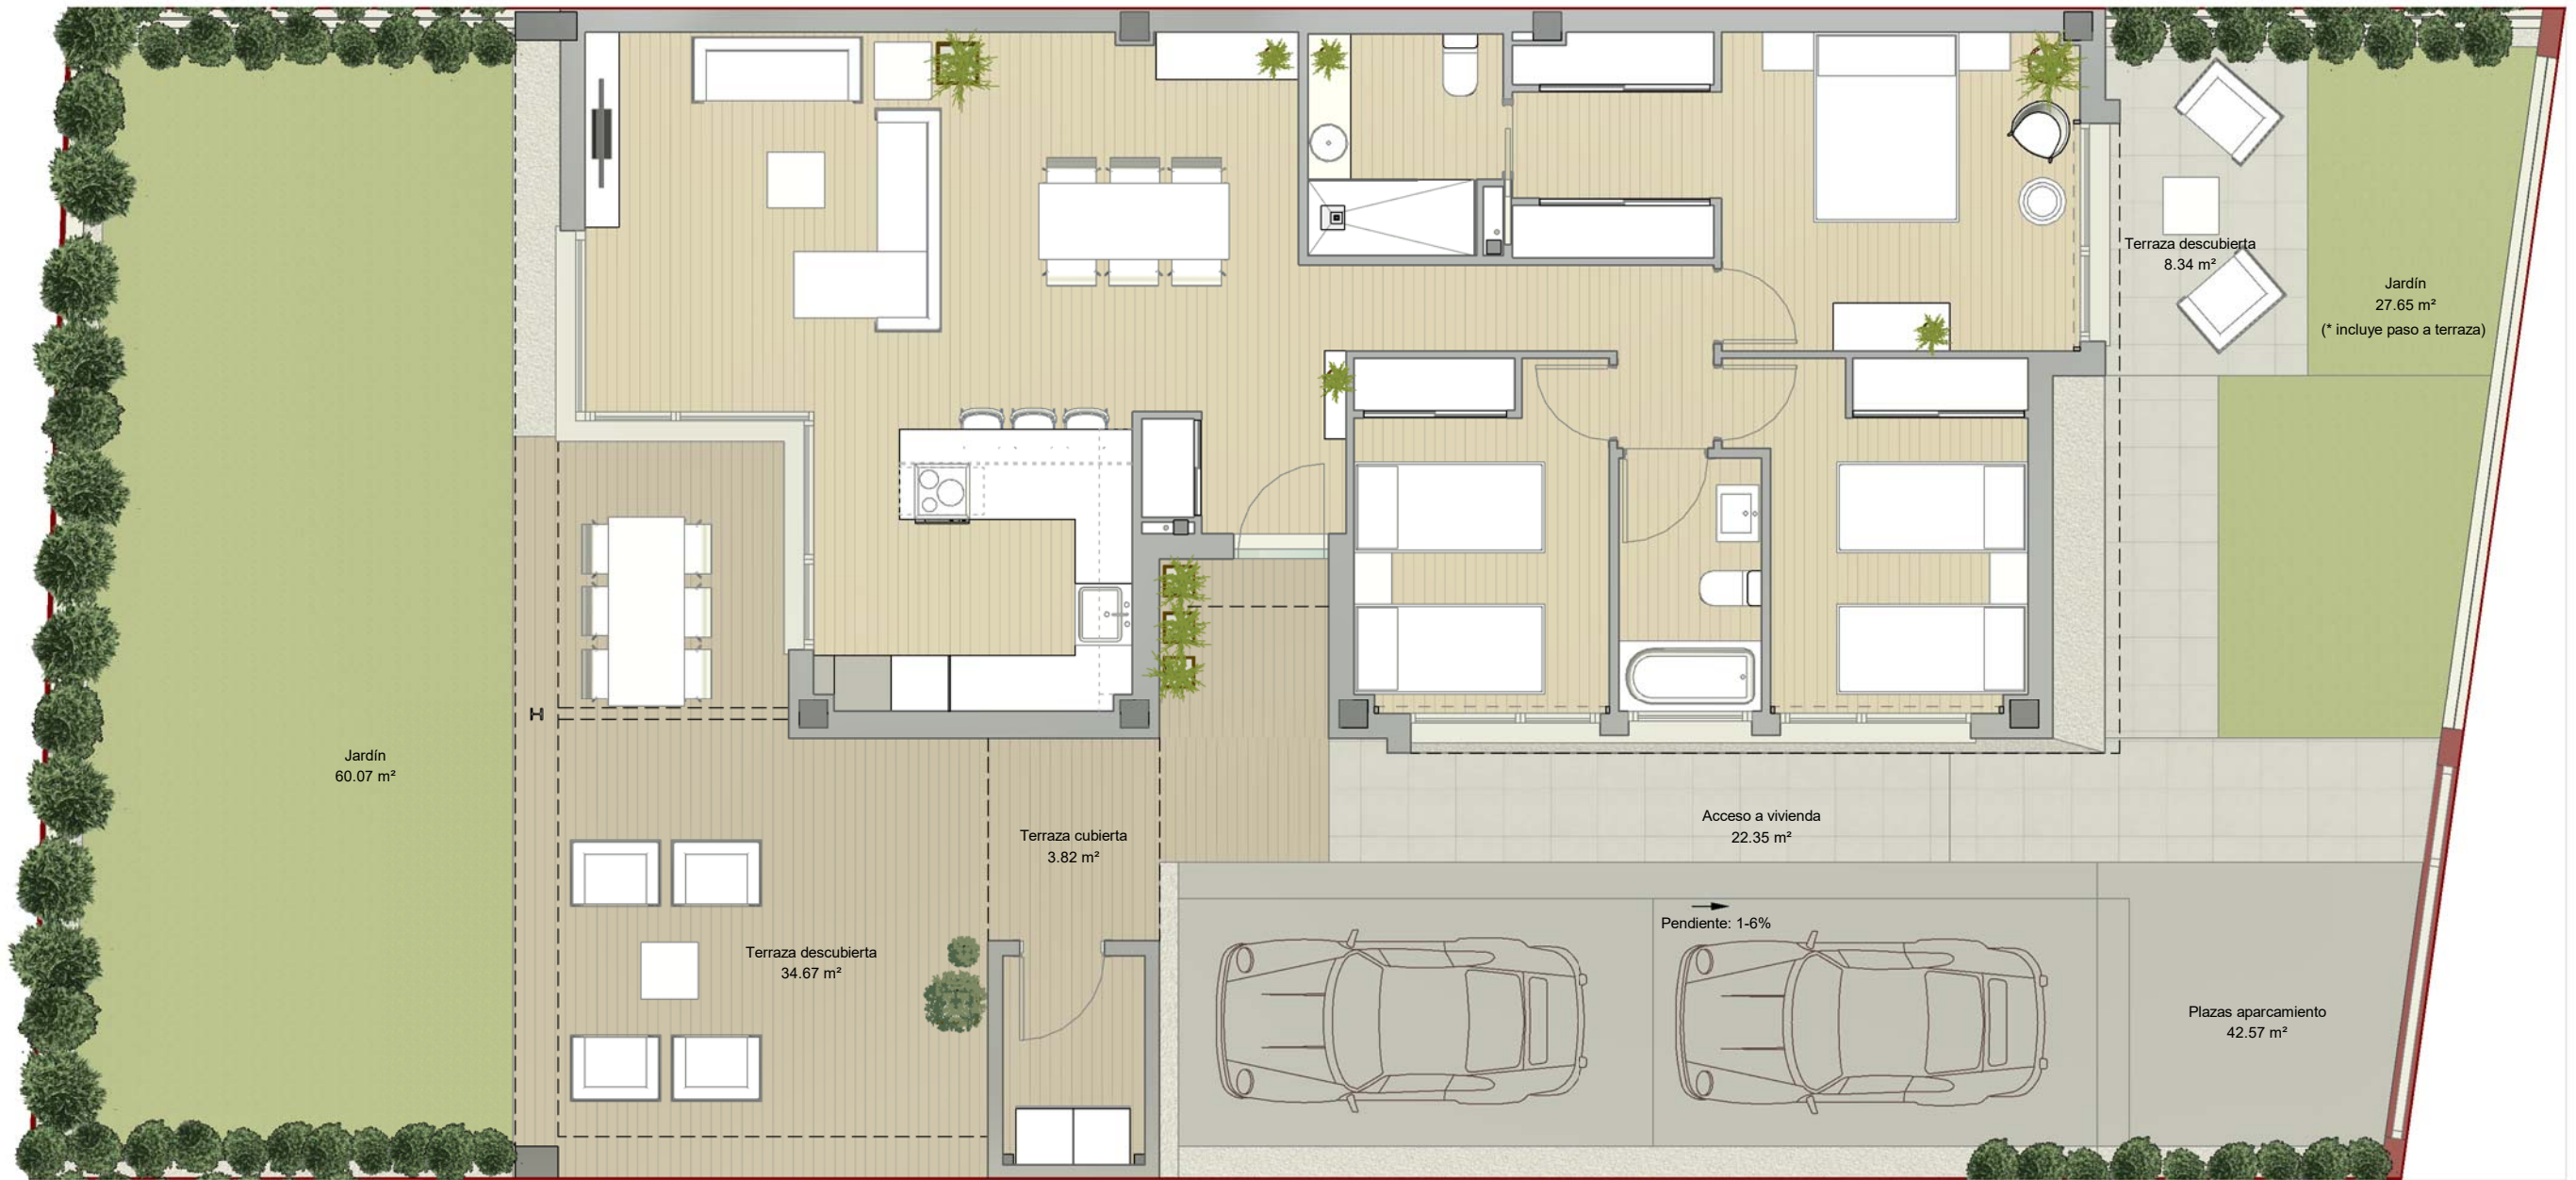 Terraza descubierta
8.34 m²
Jardín
27.65 m²
(* incluye paso a terraza)
Jardín
60.07 m²
Terraza cubierta
3.82 m²
Acceso a vivienda
22.35 m²
Pendiente: 1-6%
Terraza descubierta
34.67 m²
Plazas aparcamiento
42.57 m²